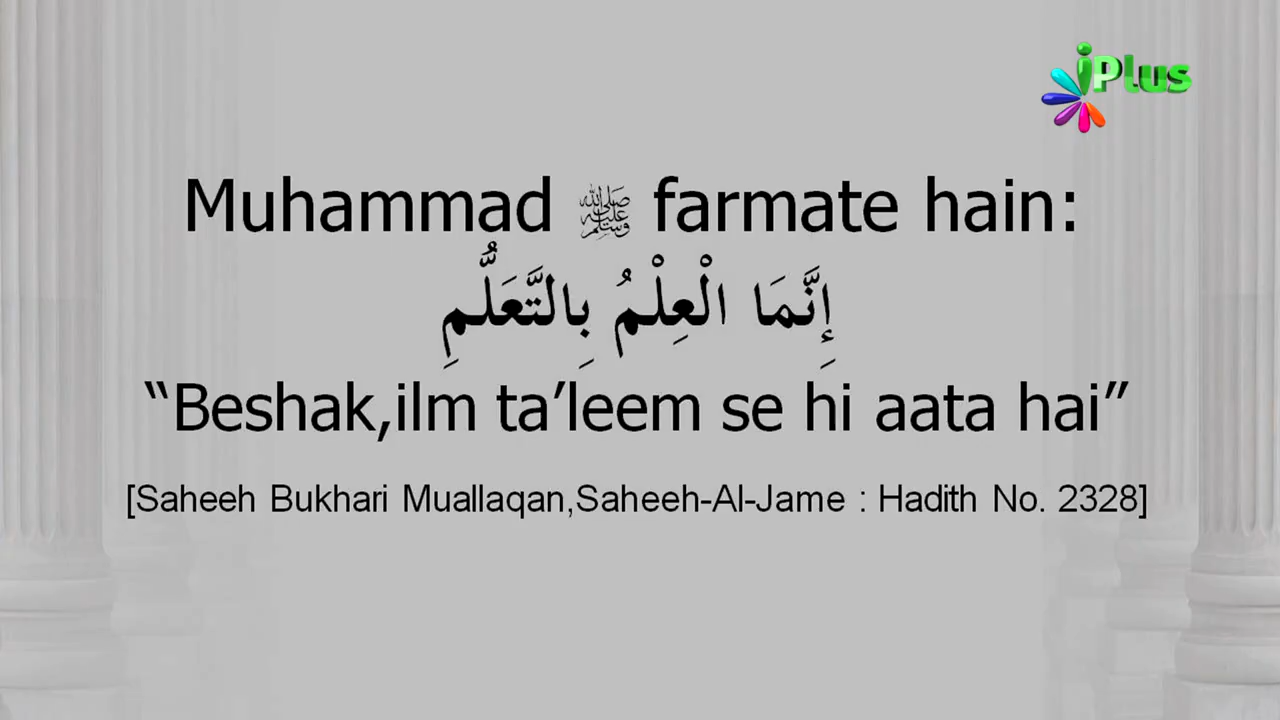 iPlus
Muhammad ﷺ farmate hain:
إِنَّمَا الْعِلْمُ بِالتَّعَلُّمِ
“Beshak,ilm ta’leem se hi aata hai”
[Saheeh Bukhari Muallaqan,Saheeh-Al-Jame : Hadith No. 2328]